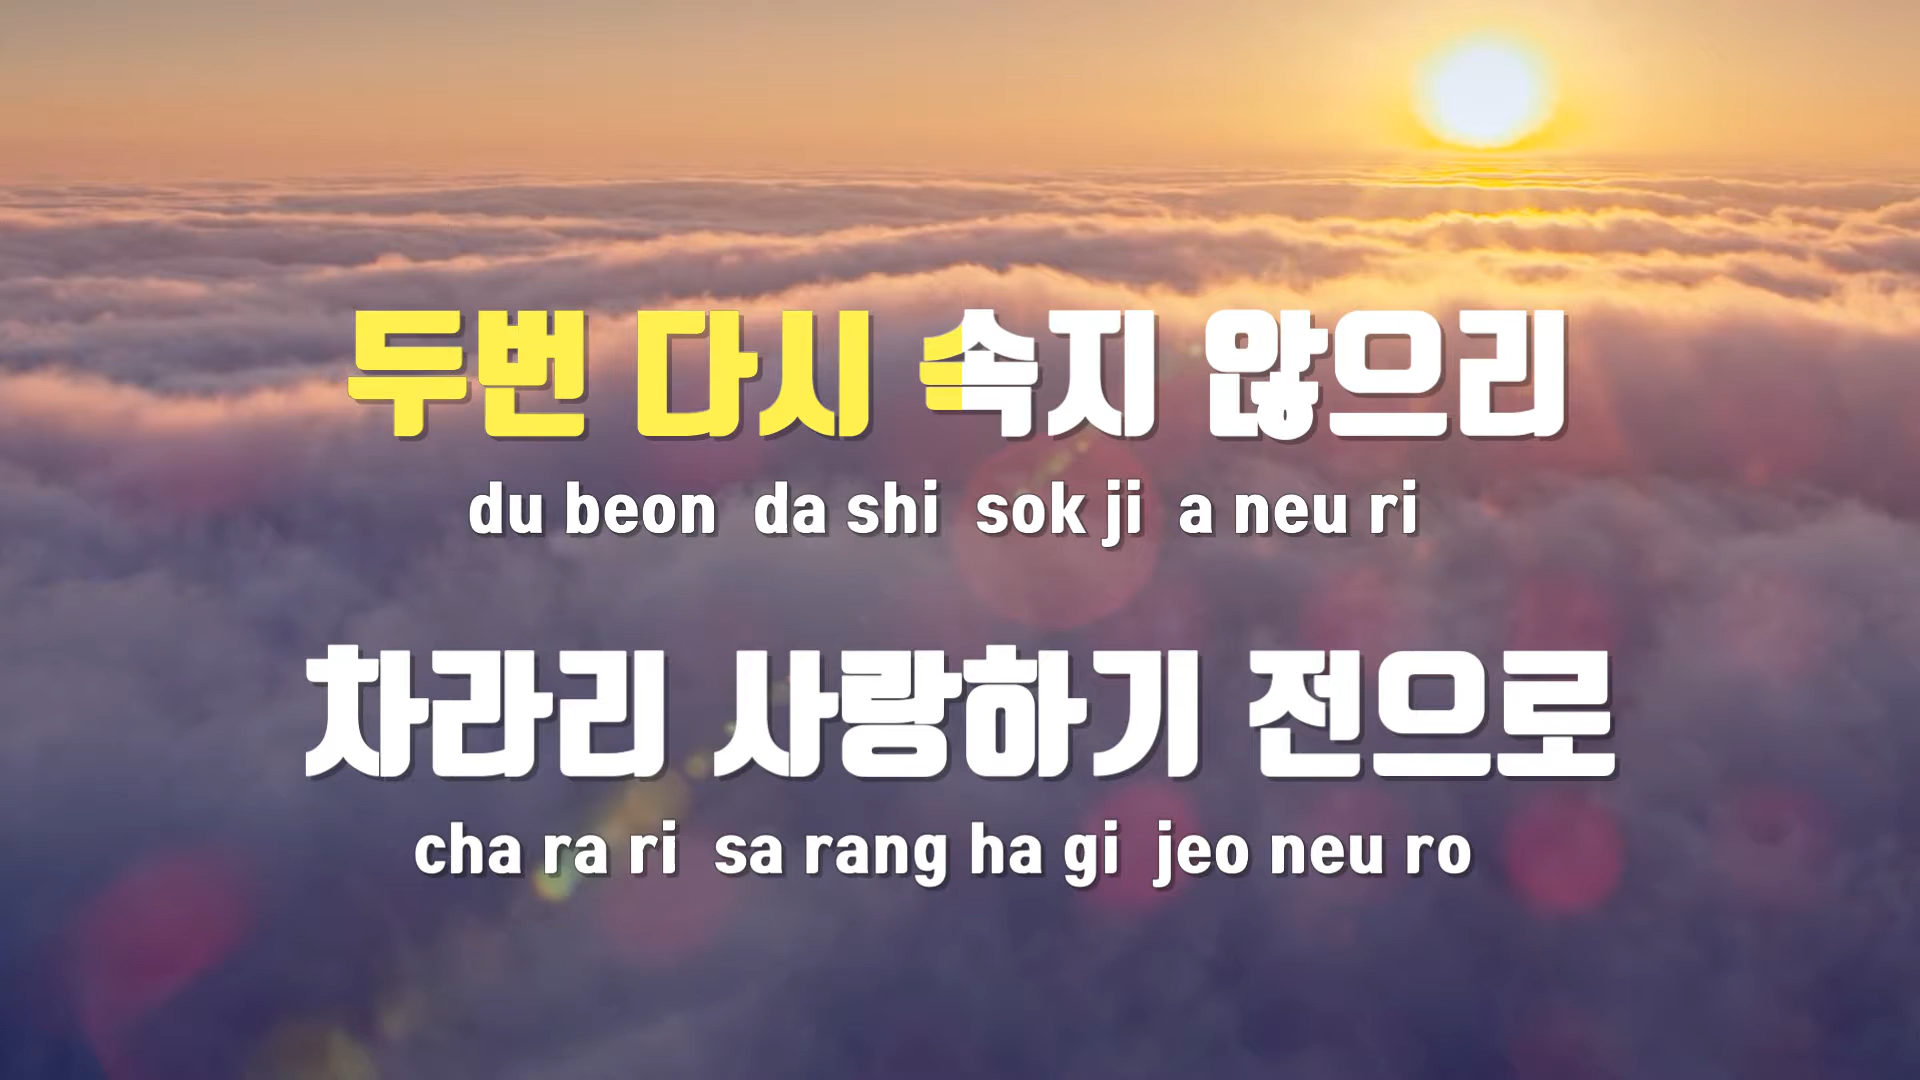 두번 다시 속지 않으리
du beon da shi sok ji a neu ri
차라리 사랑하기 전으로
cha ra ri sa rang ha gi jeo neu ro